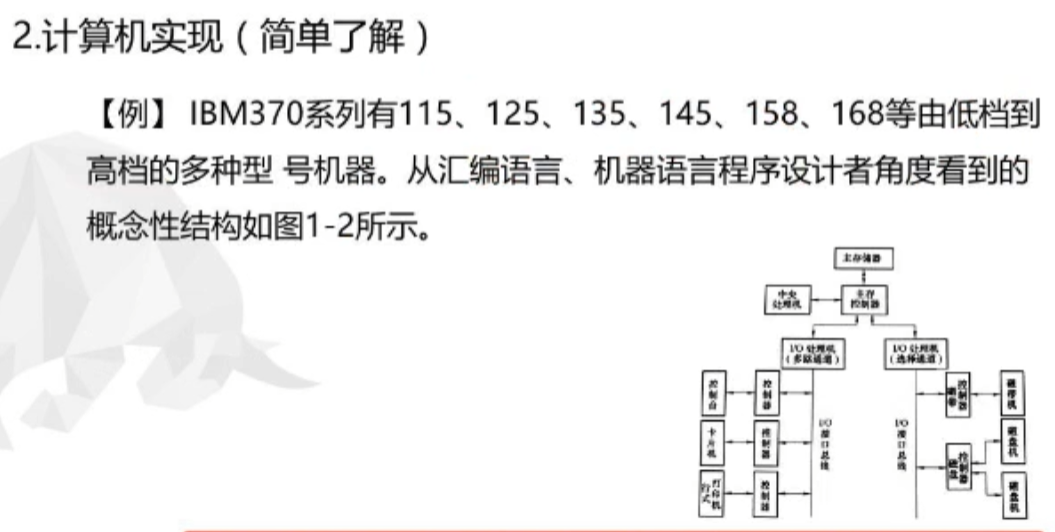 2.计算机实现（简单了解）
【例】 IBM370系列有115、125、135、145、158、168等由低档到
高档的多种型 号机器。从汇编语言、机器语言程序设计者角度看到的
概念性结构如图1-2所示。
主存储器
中央
处理机
主存
控制器
I/O 处理机
(多路通道)
I/O 处理机
(选择通道)
控制台
控制器
磁带
控制器
磁带机
I/O接口总线
I/O接口总线
卡片机
控制器
磁盘
控制器
磁盘机
行式
打印机
控制器
磁盘机